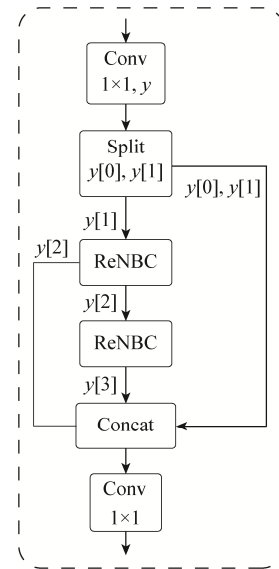 Conv
1×1, y
Split
y[0], y[1]
y[0], y[1]
y[1]
y[2]
ReNBC
y[2]
ReNBC
y[3]
Concat
Conv
1×1